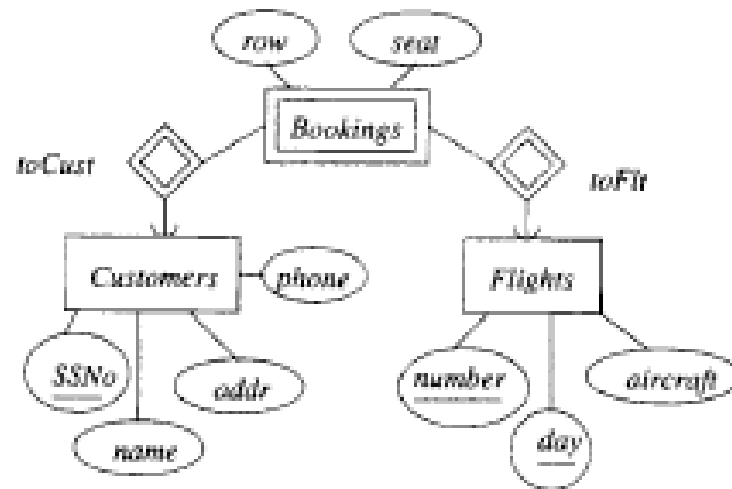 row
seat
Bookings
toCust
toFlt
Customers
phone
Flights
SSNo
addr
name
number
aircraft
day